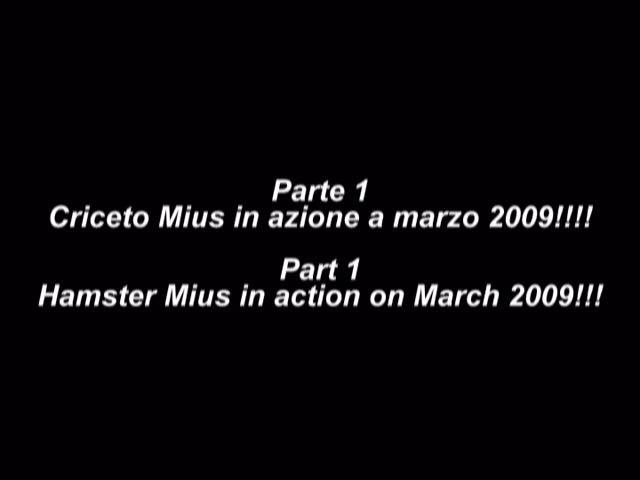 Parte 1
Criceto Mius in azione a marzo 2009!!!!
Part 1
Hamster Mius in action on March 2009!!!